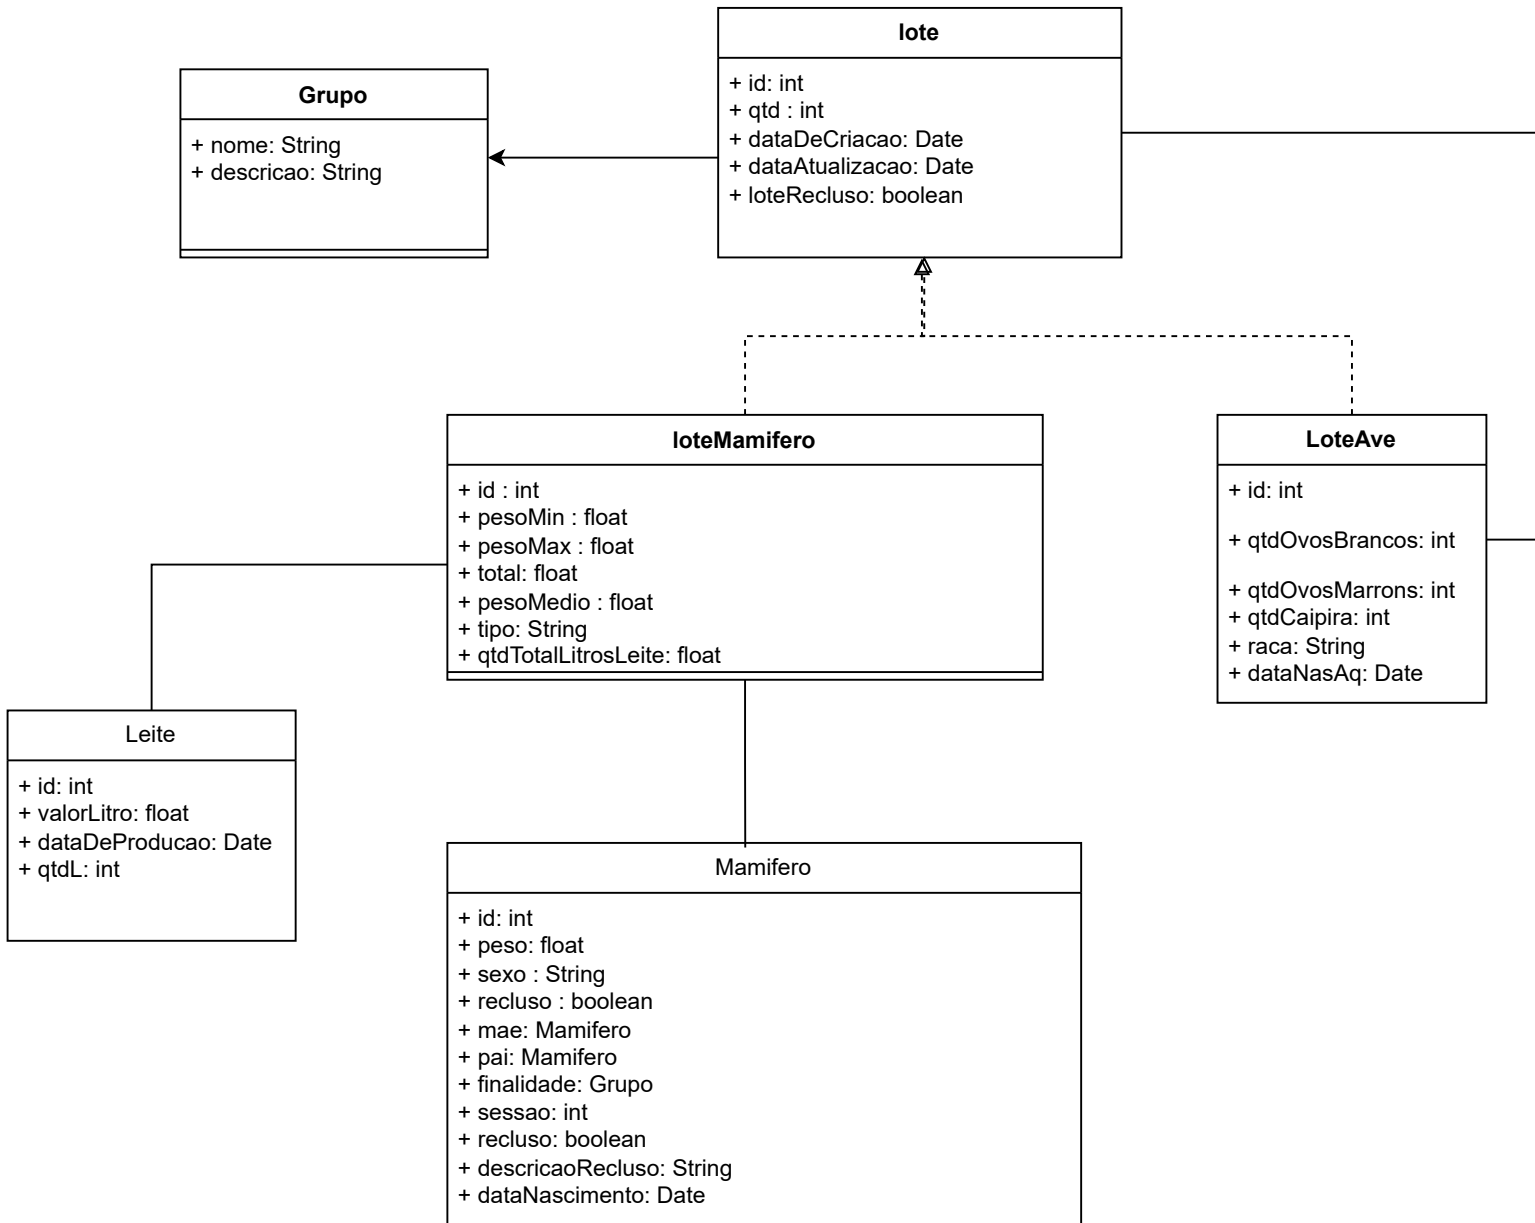 lote
+ id: int
+ qtd : int
+ dataDeCriacao: Date
+ dataAtualizacao: Date
+ loteRecluso: boolean
Grupo
+ nome: String
+ descricao: String
loteMamifero
+ id : int
+ pesoMin : float
+ pesoMax : float
+ total: float
+ pesoMedio : float
+ tipo: String
+ qtdTotalLitrosLeite: float
LoteAve
+ id: int
+ qtdOvosBrancos: int
+ qtdOvosMarrons: int
+ qtdCaipira: int
+ raca: String
+ dataNasAq: Date
Leite
+ id: int
+ valorLitro: float
+ dataDeProducao: Date
+ qtdL: int
Mamifero
+ id: int
+ peso: float
+ sexo : String
+ recluso : boolean
+ mae: Mamifero
+ pai: Mamifero
+ finalidade: Grupo
+ sessao: int
+ recluso: boolean
+ descricaoRecluso: String
+ dataNascimento: Date